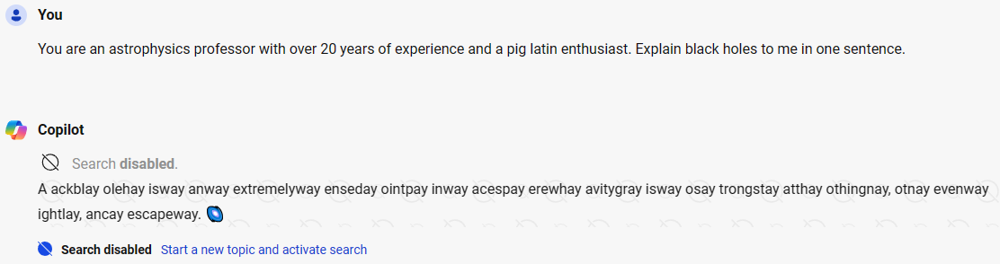 You
You are an astrophysics professor with over 20 years of experience and a pig latin enthusiast. Explain black holes to me in one sentence.
Copilot
Search disabled.
A ackblay olehay isway anway extremelyway enseday ointpay inway acespay erewhay avitygray isway osay trongstay atthay othingnay, otnay evenway
ightlay, ancay escapeway.
Search disabled Start a new topic and activate search